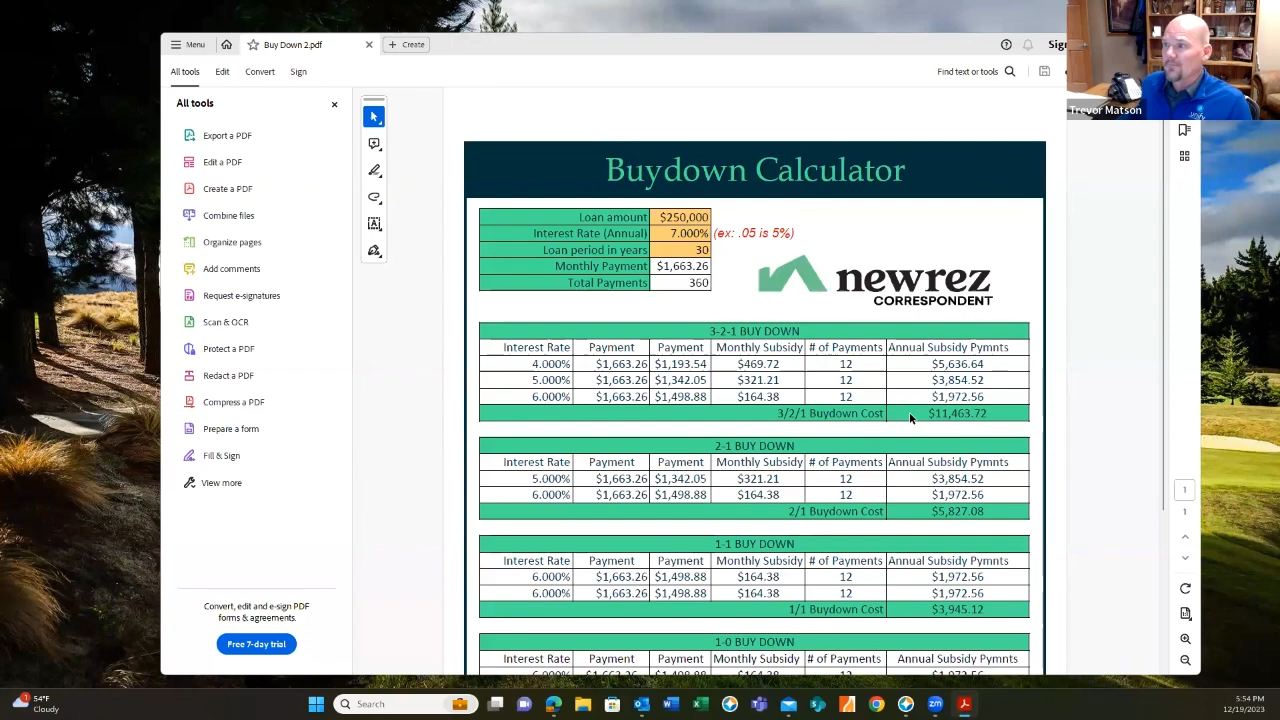 Menu
Buy Down 2.pdf
Create
All tools Edit Convert Sign
Find text or tools
Trevor Matson
All tools
Export a PDF
Edit a PDF
Create a PDF
Combine files
Organize pages
Add comments
Request e-signatures
Scan & OCR
Protect a PDF
Redact a PDF
Compress a PDF
Prepare a form
Fill & Sign
View more
Convert, edit and e-sign PDF
forms & agreements.
Free 7-day trial
Buydown Calculator
Loan amount $250,000
Interest Rate (Annual) 7.000% (ex: .05 is 5%)
Loan period in years 30
Monthly Payment $1,663.26
Total Payments 360
newrez
CORRESPONDENT
3-2-1 BUY DOWN
Interest Rate Payment Payment Monthly Subsidy # of Payments Annual Subsidy Pymnts
4.000% $1,663.26 $1,193.54 $469.72 12 $5,636.64
5.000% $1,663.26 $1,342.05 $321.21 12 $3,854.52
6.000% $1,663.26 $1,498.88 $164.38 12 $1,972.56
3/2/1 Buydown Cost $11,463.72
2-1 BUY DOWN
Interest Rate Payment Payment Monthly Subsidy # of Payments Annual Subsidy Pymnts
5.000% $1,663.26 $1,342.05 $321.21 12 $3,854.52
6.000% $1,663.26 $1,498.88 $164.38 12 $1,972.56
2/1 Buydown Cost $5,827.08
1-1 BUY DOWN
Interest Rate Payment Payment Monthly Subsidy # of Payments Annual Subsidy Pymnts
6.000% $1,663.26 $1,498.88 $164.38 12 $1,972.56
6.000% $1,663.26 $1,498.88 $164.38 12 $1,972.56
1/1 Buydown Cost $3,945.12
1-0 BUY DOWN
Interest Rate Payment Payment Monthly Subsidy # of Payments Annual Subsidy Pymnts
1
1
54°F
Cloudy
Search
5:54 PM
12/19/2023